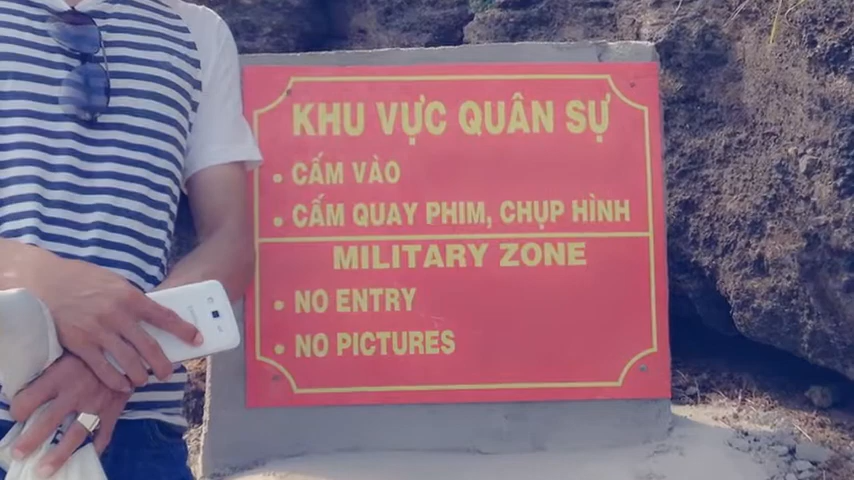 KHU VỰC QUÂN SỰ
• CẤM VÀO
• CẤM QUAY PHIM, CHỤP HÌNH
MILITARY ZONE
• NO ENTRY
• NO PICTURES